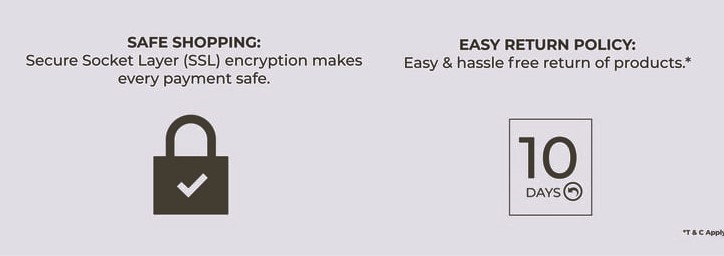 SAFE SHOPPING:
Secure Socket Layer (SSL) encryption makes
every payment safe.
EASY RETURN POLICY:
Easy & hassle free return of products.*
10
DAYS
*T & C Apply